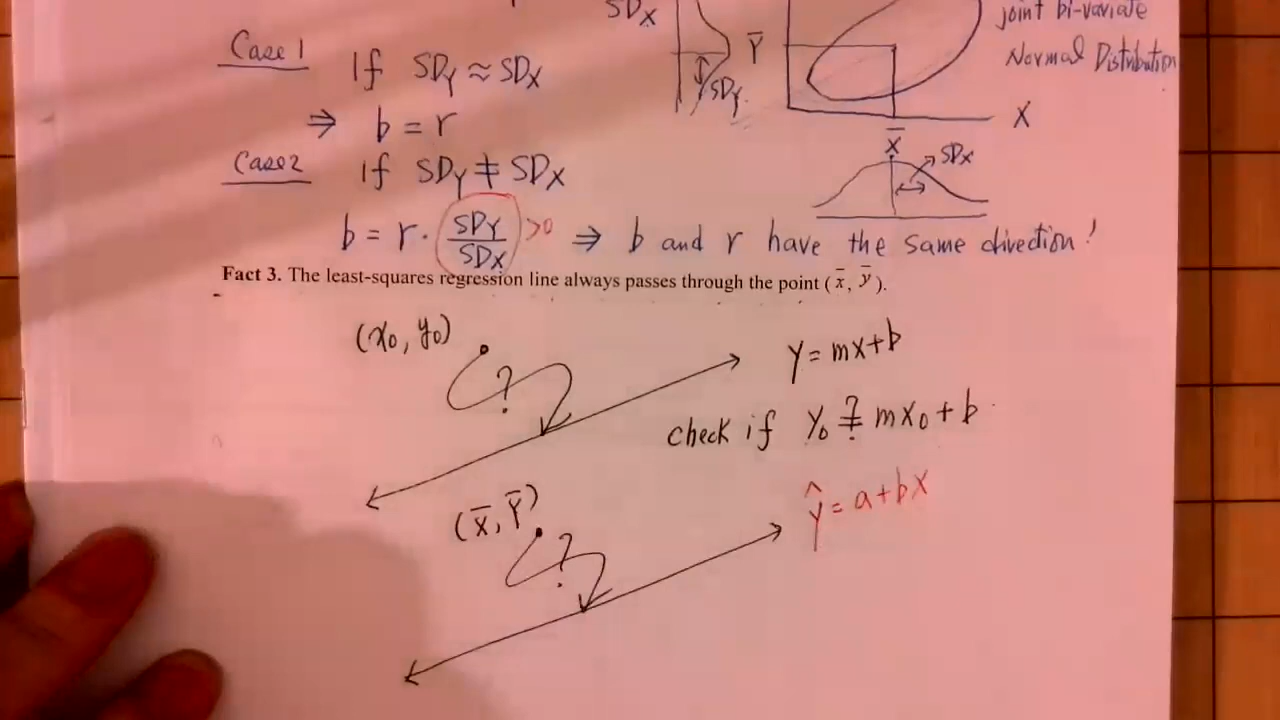 SDx
joint bi-variate
Normal Distribution
Ȳ
SDy
X
X̄
SDx
Case 1 If SDY ≈ SDX
⇒ b = r
Case 2 If SDY ≠ SDX
b = r · SDY / SDX >0 ⇒ b and r have the same direction!
Fact 3. The least-squares regression line always passes through the point ( x̄, ȳ ).
(x₀, y₀)
?
y = mx+b
check if y₀ ≟ mx₀ + b
(X̄, Ȳ)
?
ŷ = a+bx